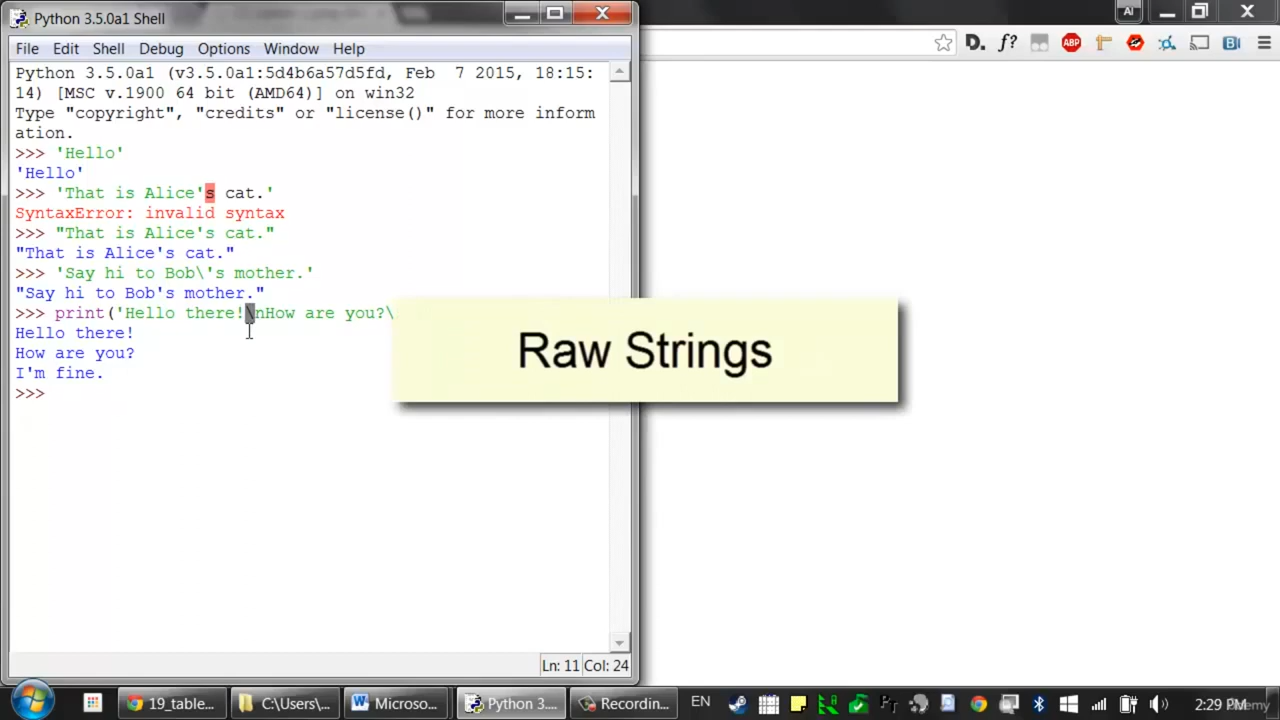 Python 3.5.0a1 Shell
File Edit Shell Debug Options Window Help
Python 3.5.0a1 (v3.5.0a1:5d4b6a57d5fd, Feb  7 2015, 18:15:
14) [MSC v.1900 64 bit (AMD64)] on win32
Type "copyright", "credits" or "license()" for more inform
ation.
>>> 'Hello'
'Hello'
>>> 'That is Alice's cat.'
SyntaxError: invalid syntax
>>> "That is Alice's cat."
"That is Alice's cat."
>>> 'Say hi to Bob\'s mother.'
"Say hi to Bob's mother."
>>> print('Hello there!\nHow are you?\
Hello there!
How are you?
I'm fine.
>>>
Raw Strings
Ln: 11 Col: 24
AI
D. f? ABP B
19_table... C:\Users\... Microso... Python 3.... Recordin... EN 2:29 PM
Udemy